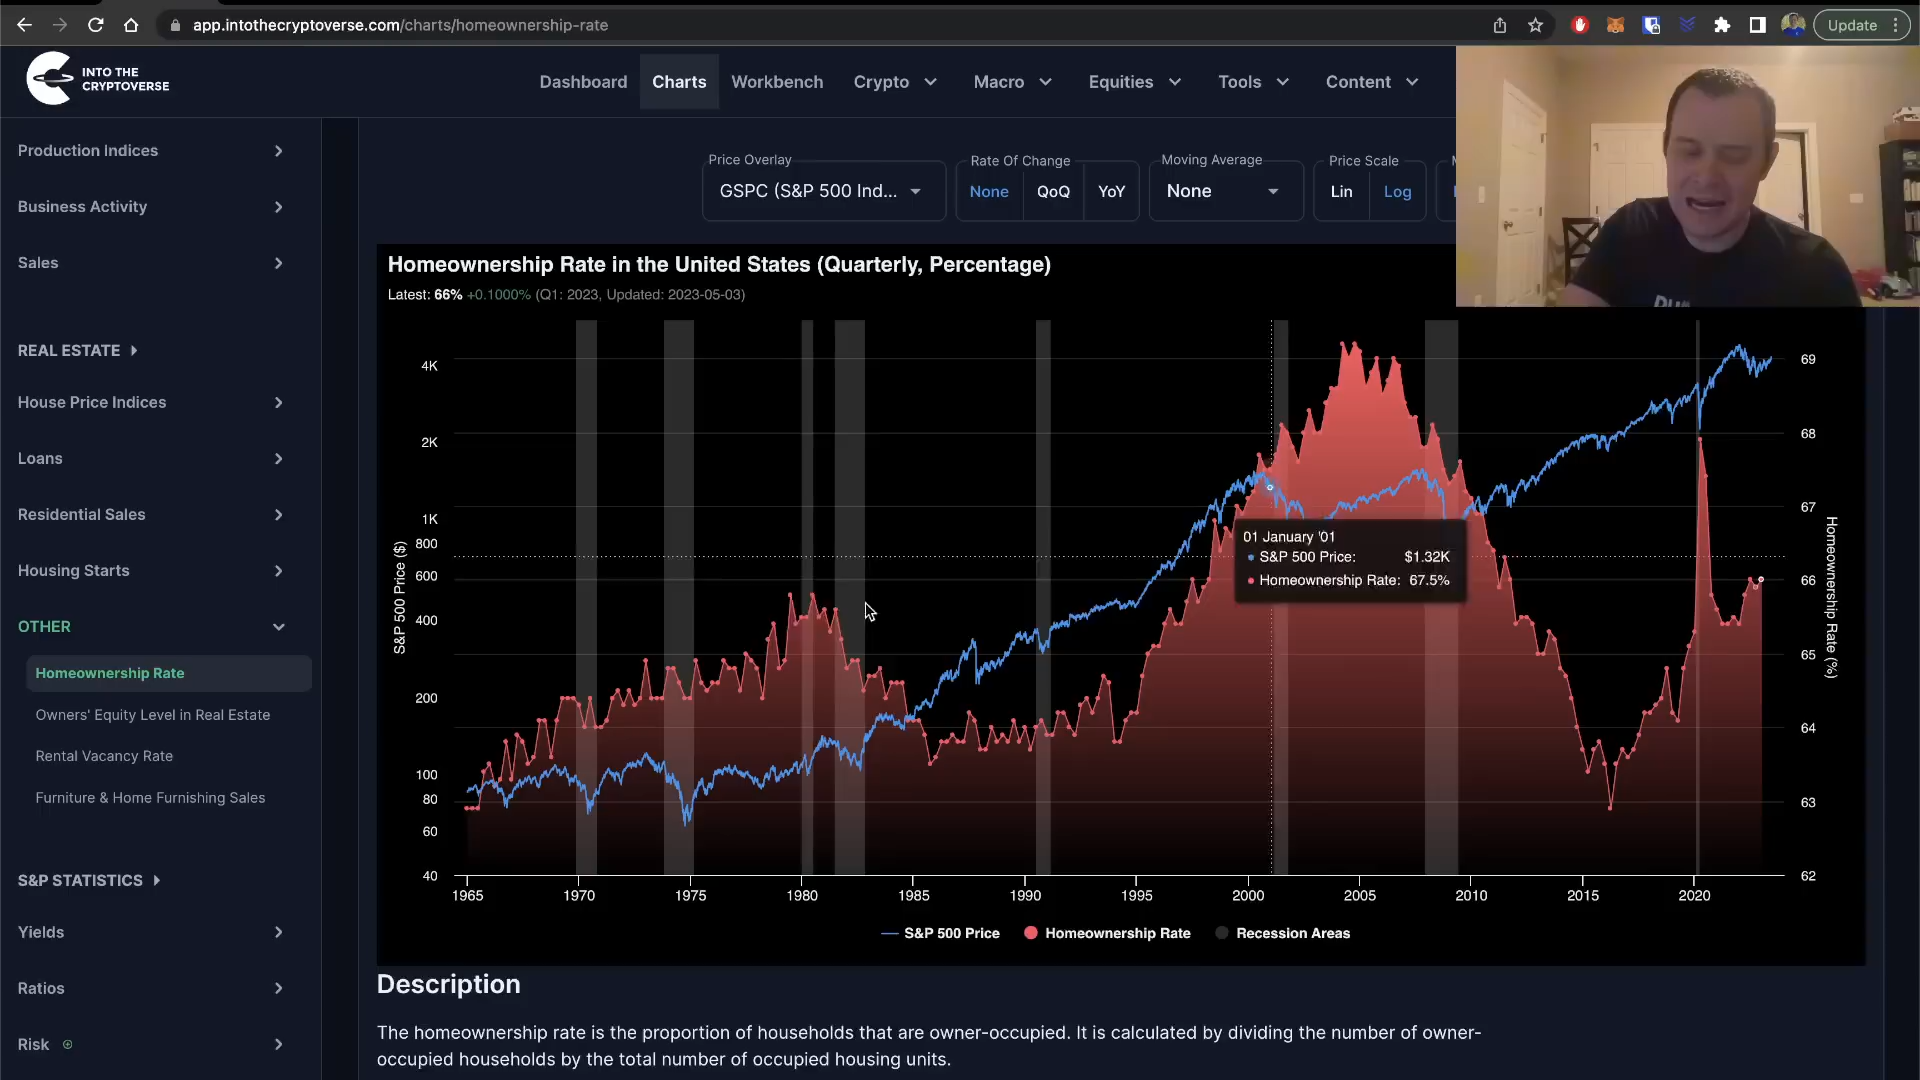 app.intothecryptoverse.com/charts/homeownership-rate
Update
INTO THE
CRYPTOVERSE
Dashboard
Charts
Workbench
Crypto
Macro
Equities
Tools
Content
Production Indices
Business Activity
Sales
REAL ESTATE
House Price Indices
Loans
Residential Sales
Housing Starts
OTHER
Homeownership Rate
Owners' Equity Level in Real Estate
Rental Vacancy Rate
Furniture & Home Furnishing Sales
S&P STATISTICS
Yields
Ratios
Risk
Price Overlay
GSPC (S&P 500 Ind...
Rate Of Change
None
QoQ
YoY
Moving Average
None
Price Scale
Lin
Log
Homeownership Rate in the United States (Quarterly, Percentage)
Latest: 66% +0.1000% (Q1: 2023, Updated: 2023-05-03)
4K
2K
1K
800
600
400
200
100
80
60
40
S&P 500 Price ($)
69
68
67
66
65
64
63
62
Homeownership Rate (%)
01 January '01
S&P 500 Price: $1.32K
Homeownership Rate: 67.5%
1965
1970
1975
1980
1985
1990
1995
2000
2005
2010
2015
2020
S&P 500 Price
Homeownership Rate
Recession Areas
Description
The homeownership rate is the proportion of households that are owner-occupied. It is calculated by dividing the number of owner-
occupied households by the total number of occupied housing units.